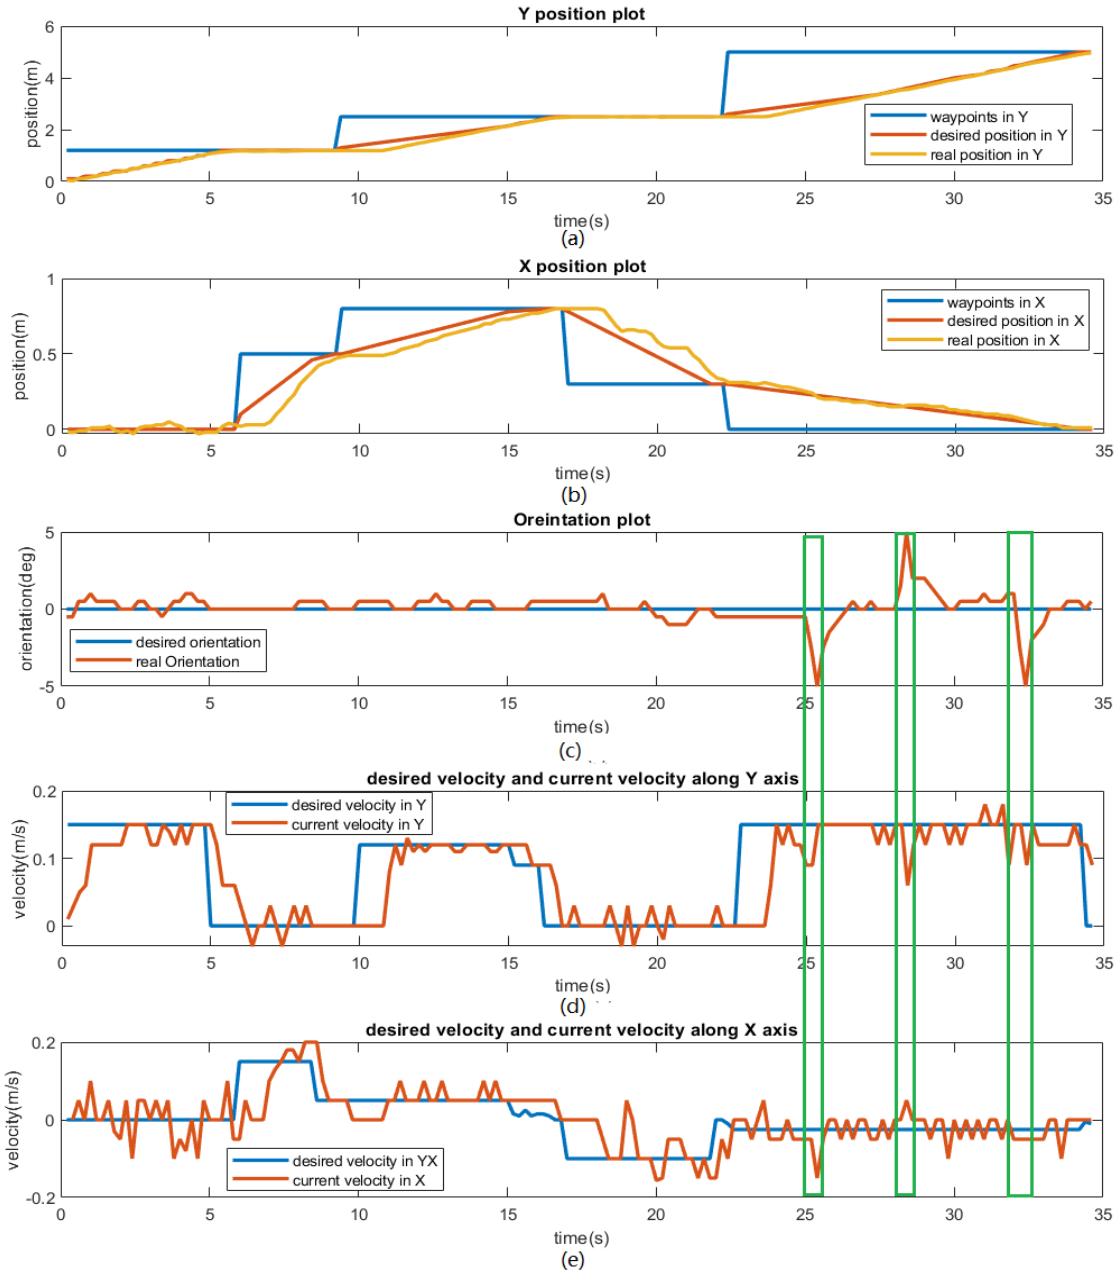 Y position plot
6
4
2
0
position(m)
waypoints in Y
desired position in Y
real position in Y
0 5 10 15 20 25 30 35
time(s)
(a)
X position plot
1
0.5
0
position(m)
waypoints in X
desired position in X
real position in X
0 5 10 15 20 25 30 35
time(s)
(b)
Oreintation plot
5
0
-5
orientation(deg)
desired orientation
real Orientation
0 5 10 15 20 25 30 35
time(s)
(c)
desired velocity and current velocity along Y axis
0.2
0.1
0
velocity(m/s)
desired velocity in Y
current velocity in Y
0 5 10 15 20 25 30 35
time(s)
(d)
desired velocity and current velocity along X axis
0.2
0
-0.2
velocity(m/s)
desired velocity in YX
current velocity in X
0 5 10 15 20 25 30 35
time(s)
(e)